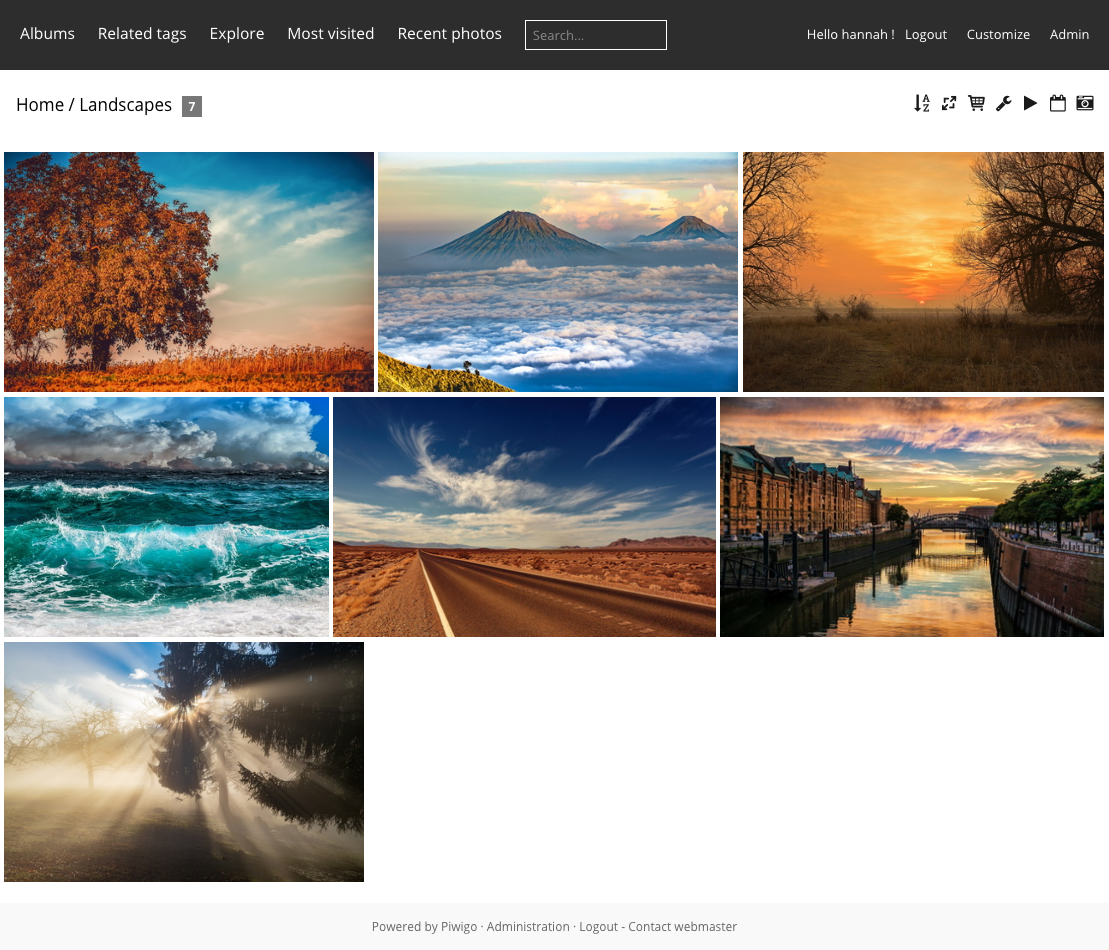 Albums Related tags Explore Most visited Recent photos Search... Hello hannah ! Logout Customize Admin
Home / Landscapes 7
Powered by Piwigo · Administration · Logout - Contact webmaster